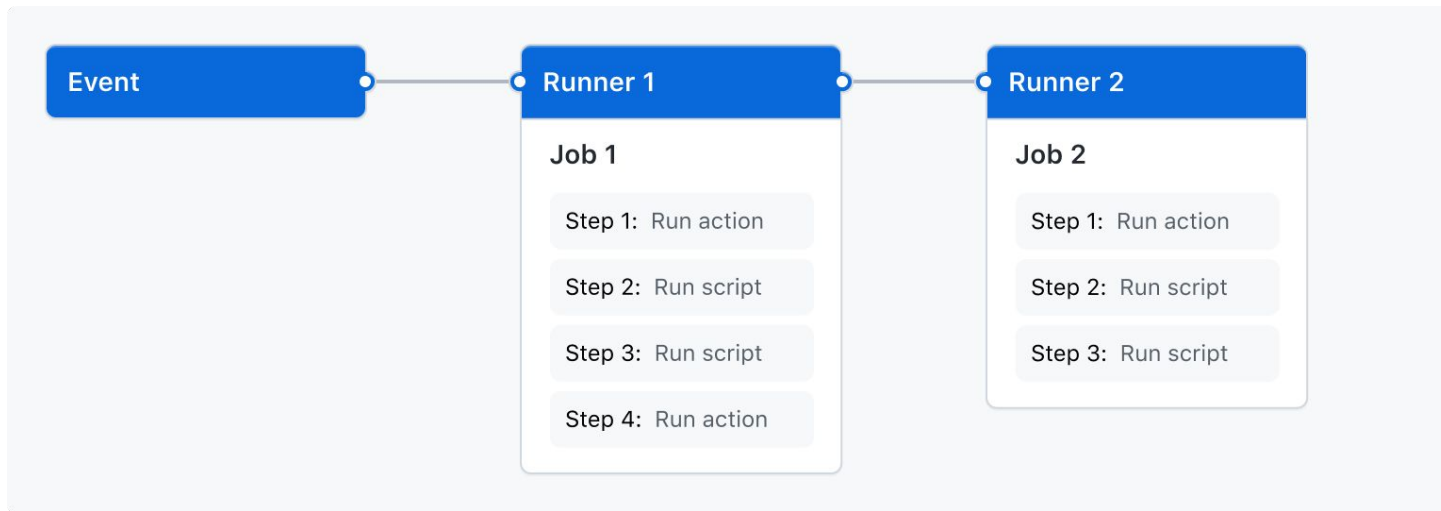 Event
Runner 1
Job 1
Step 1: Run action
Step 2: Run script
Step 3: Run script
Step 4: Run action
Runner 2
Job 2
Step 1: Run action
Step 2: Run script
Step 3: Run script